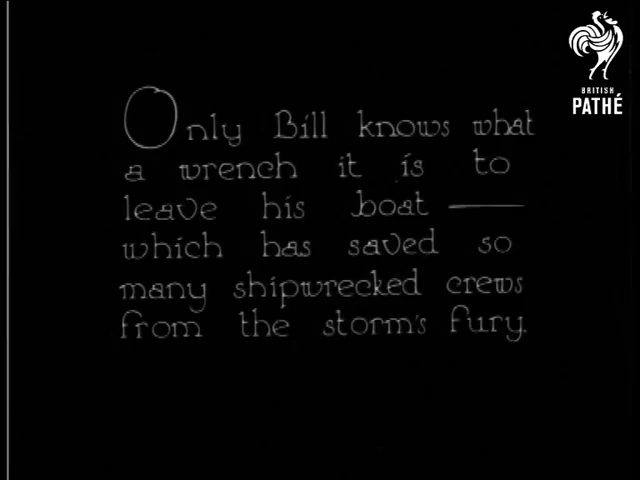 BRITISH
PATHÉ
Only Bill knows what
a wrench it is to
leave his boat —
which has saved so
many shipwrecked crews
from the storm's fury.